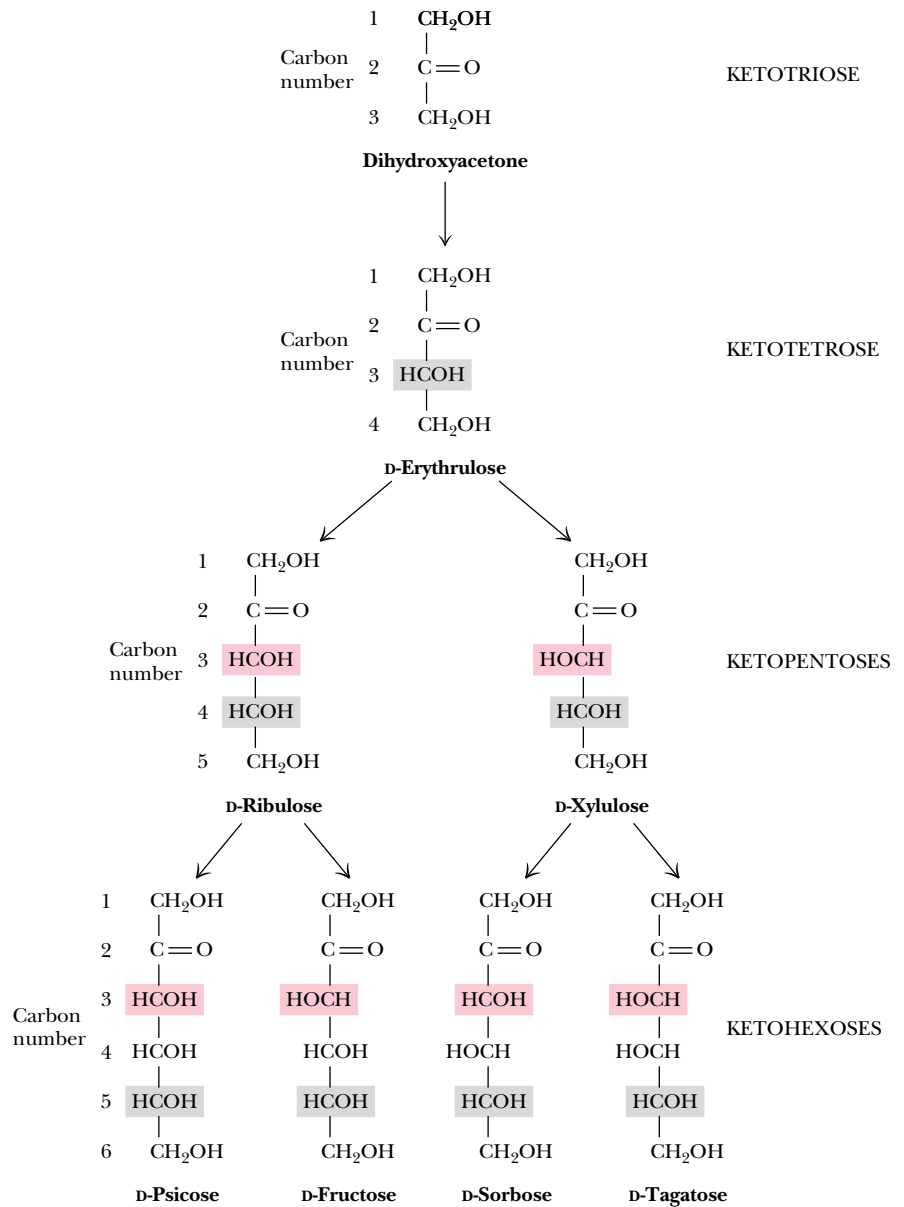 1 CH₂OH
Carbon number 2 C=O KETOTRIOSE
3 CH₂OH
Dihydroxyacetone
1 CH₂OH
2 C=O
Carbon number KETOTETROSE
3 HCOH
4 CH₂OH
D-Erythrulose
1 CH₂OH CH₂OH
2 C=O C=O
Carbon number 3 HCOH HOCH KETOPENTOSES
4 HCOH HCOH
5 CH₂OH CH₂OH
D-Ribulose D-Xylulose
1 CH₂OH CH₂OH CH₂OH CH₂OH
2 C=O C=O C=O C=O
3 HCOH HOCH HCOH HOCH
Carbon number KETOHEXOSES
4 HCOH HCOH HOCH HOCH
5 HCOH HCOH HCOH HCOH
6 CH₂OH CH₂OH CH₂OH CH₂OH
D-Psicose D-Fructose D-Sorbose D-Tagatose